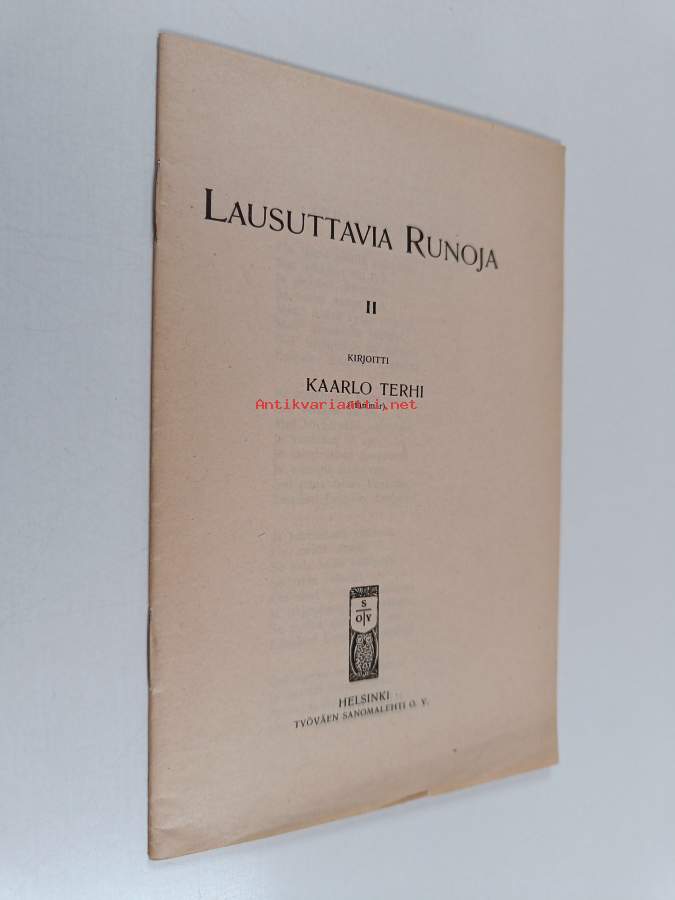 LAUSUTTAVIA RUNOJA
II
KIRJOITTI
KAARLO TERHI
Antikvariaatti.net
S
O V
HELSINKI
TYÖVÄEN SANOMALEHTI O. Y.